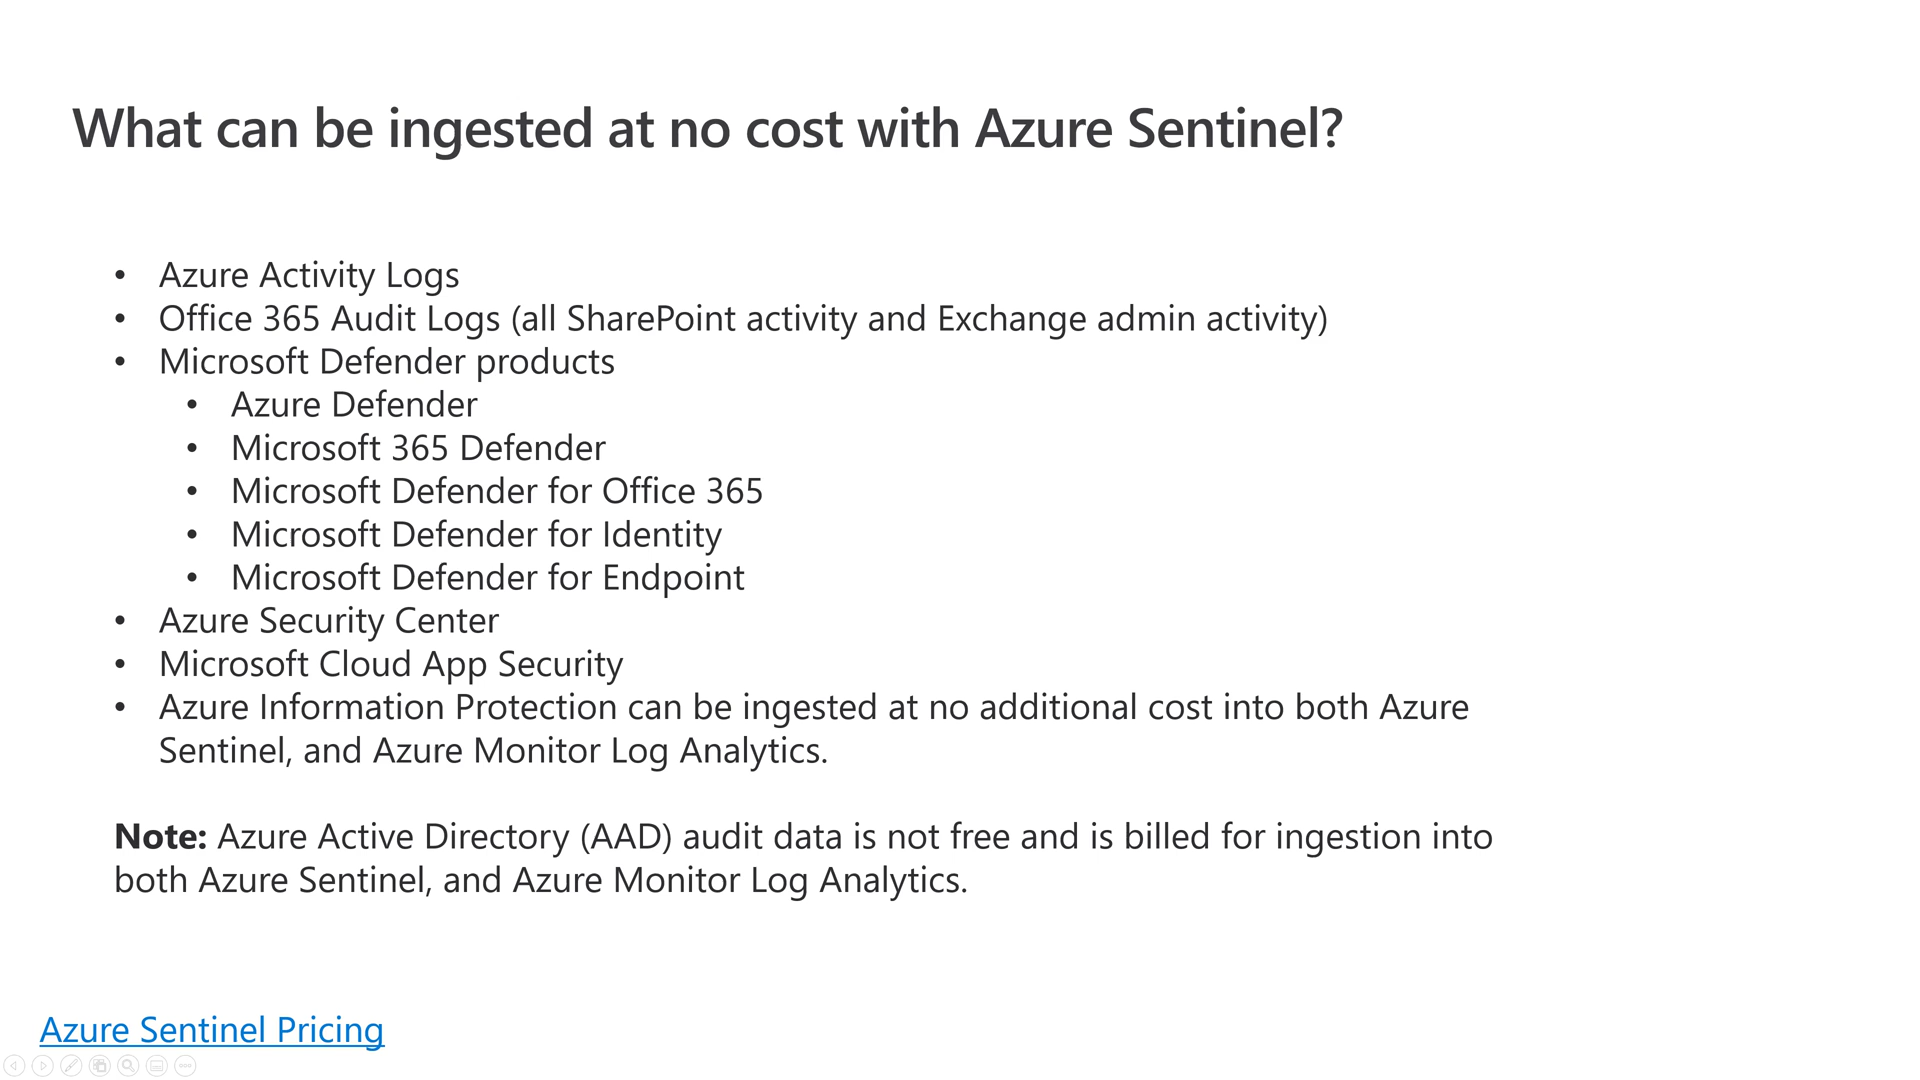 What can be ingested at no cost with Azure Sentinel?
• Azure Activity Logs
• Office 365 Audit Logs (all SharePoint activity and Exchange admin activity)
• Microsoft Defender products
• Azure Defender
• Microsoft 365 Defender
• Microsoft Defender for Office 365
• Microsoft Defender for Identity
• Microsoft Defender for Endpoint
• Azure Security Center
• Microsoft Cloud App Security
• Azure Information Protection can be ingested at no additional cost into both Azure
Sentinel, and Azure Monitor Log Analytics.
Note: Azure Active Directory (AAD) audit data is not free and is billed for ingestion into
both Azure Sentinel, and Azure Monitor Log Analytics.
Azure Sentinel Pricing